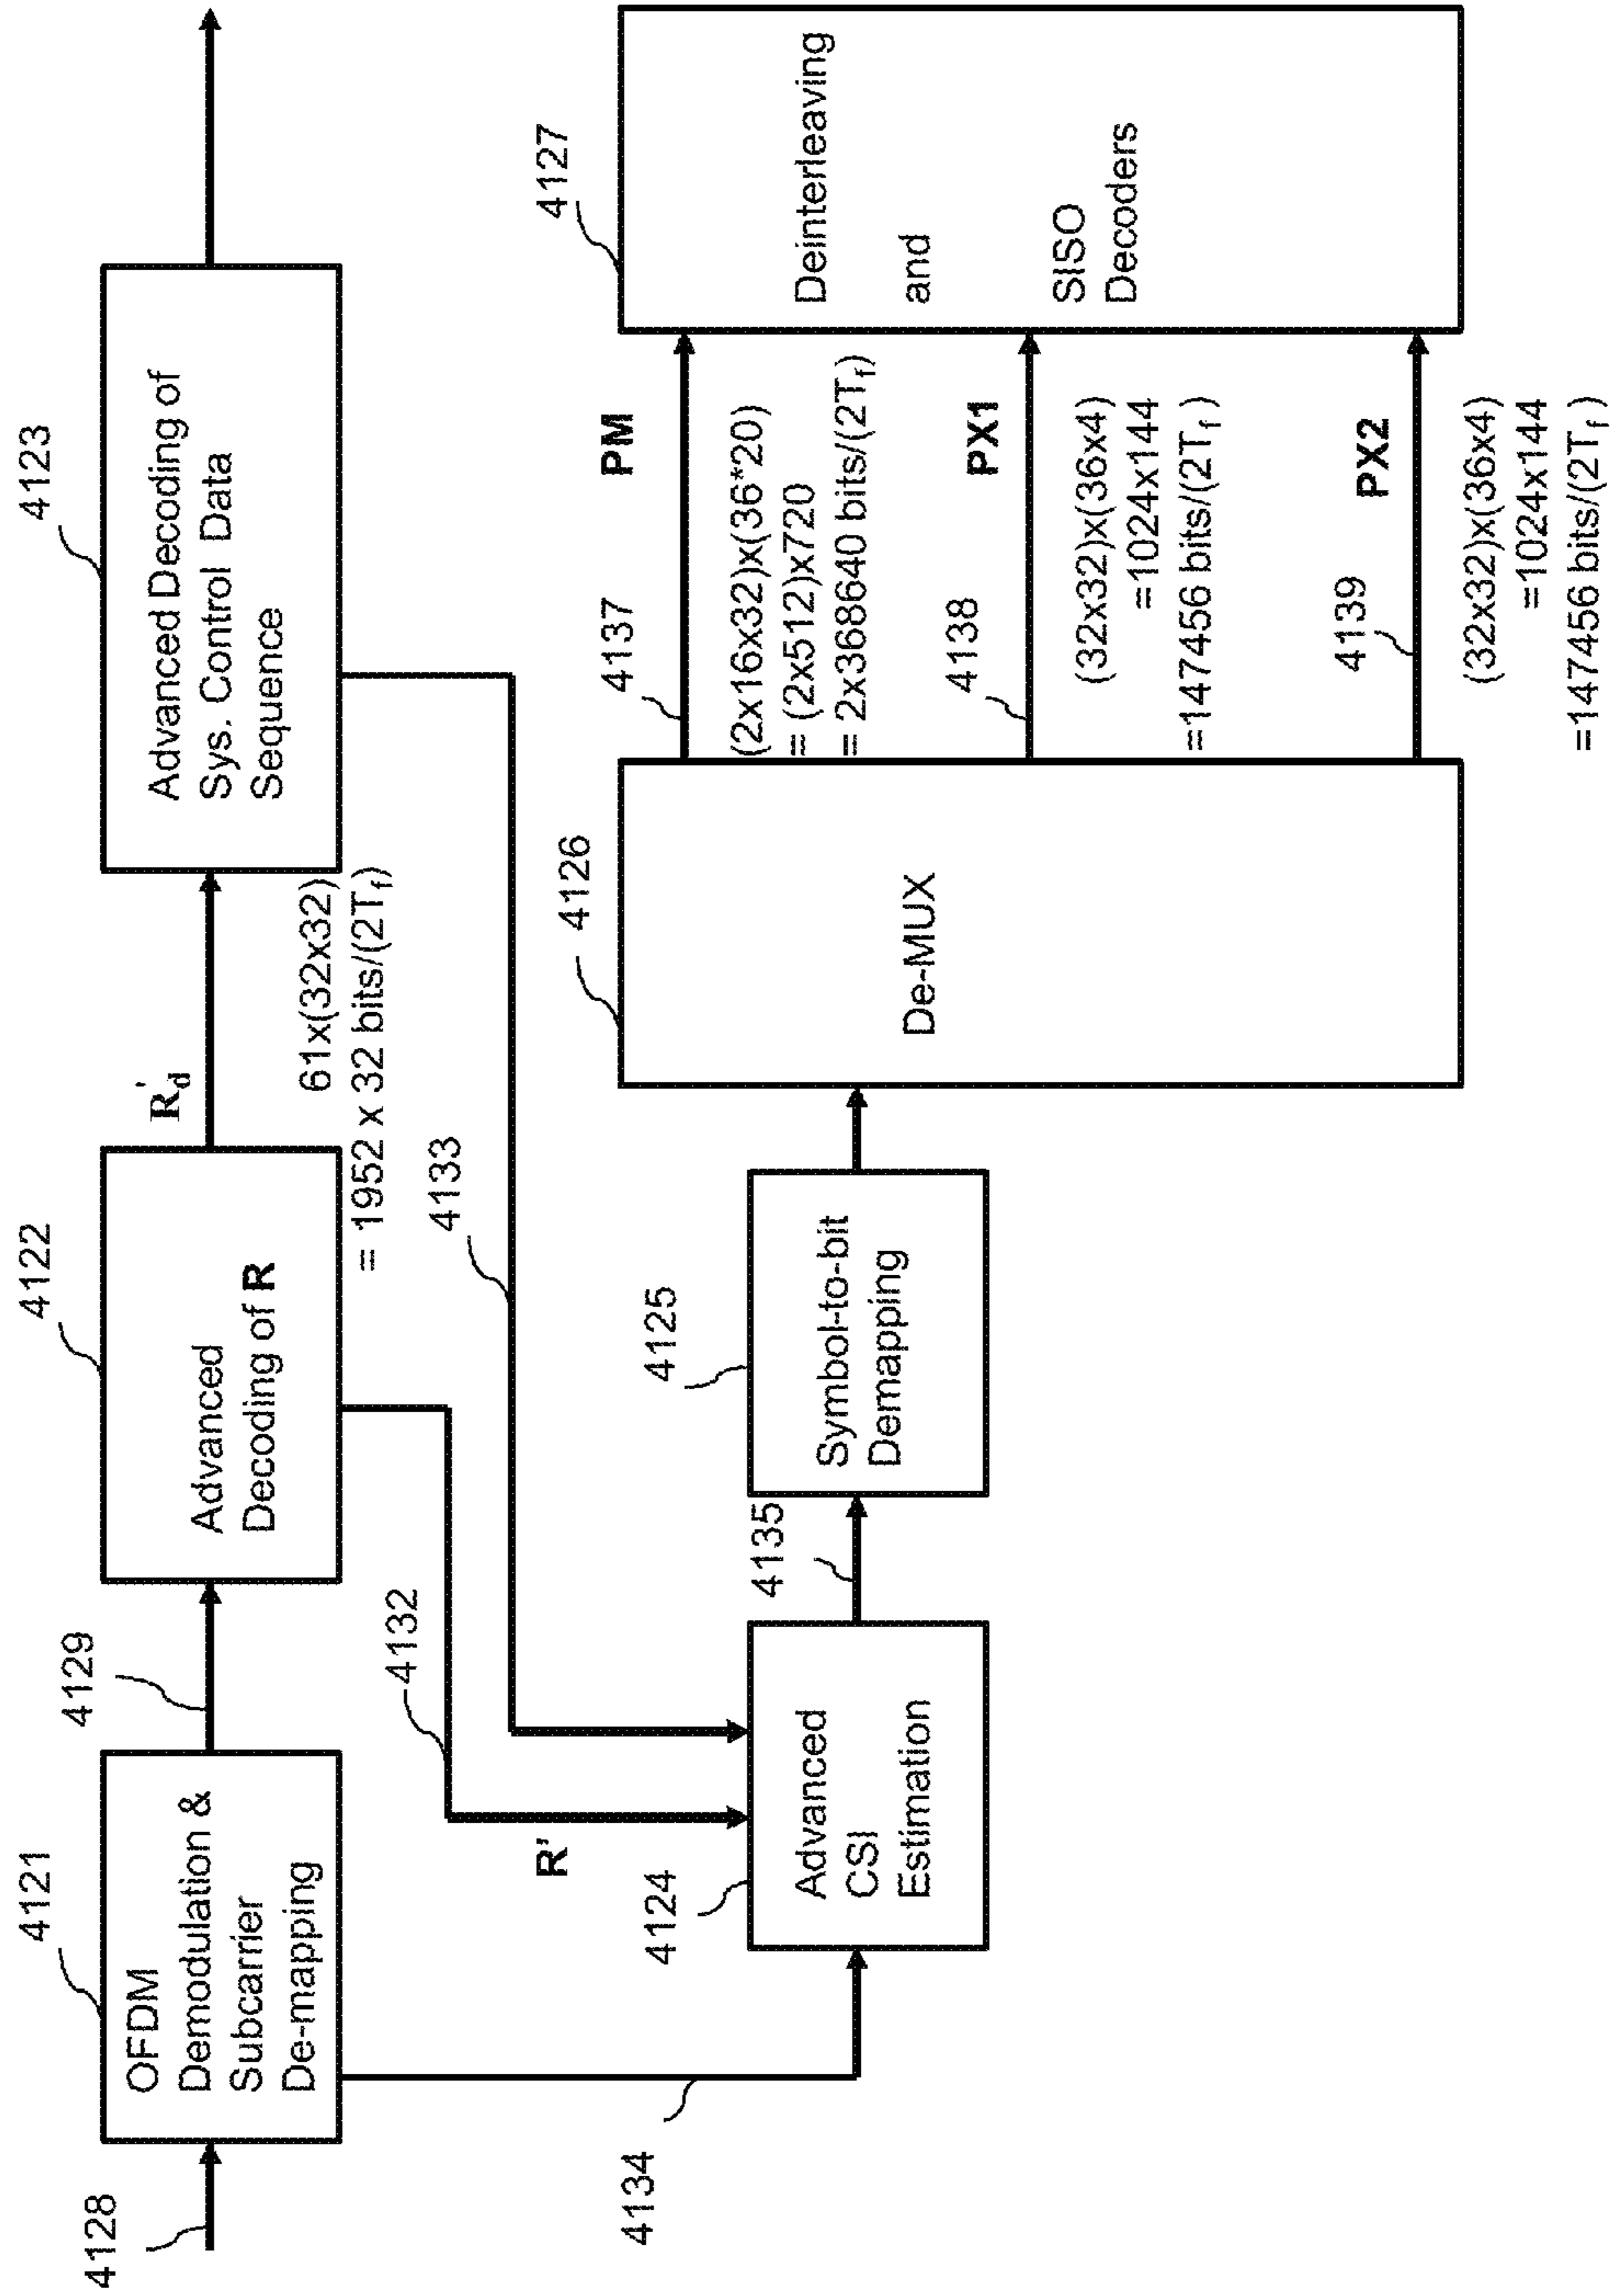 4128
4121
OFDM
Demodulation &
Subcarrier
De-mapping
4129
4122
Advanced
Decoding of R
R'd
61x(32x32)
= 1952 x 32 bits/(2Tf)
4123
Advanced Decoding of
Sys. Control Data
Sequence
4132
4133
R'
4134
4124
Advanced
CSI
Estimation
4135
4125
Symbol-to-bit
Demapping
4126
De-MUX
4137
PM
(2x16x32)x(36*20)
= (2x512)x720
= 2x368640 bits/(2Tf)
4138
PX1
(32x32)x(36x4)
=1024x144
=147456 bits/(2Tf)
4139
PX2
(32x32)x(36x4)
=1024x144
=147456 bits/(2Tf)
4127
Deinterleaving
and
SISO
Decoders